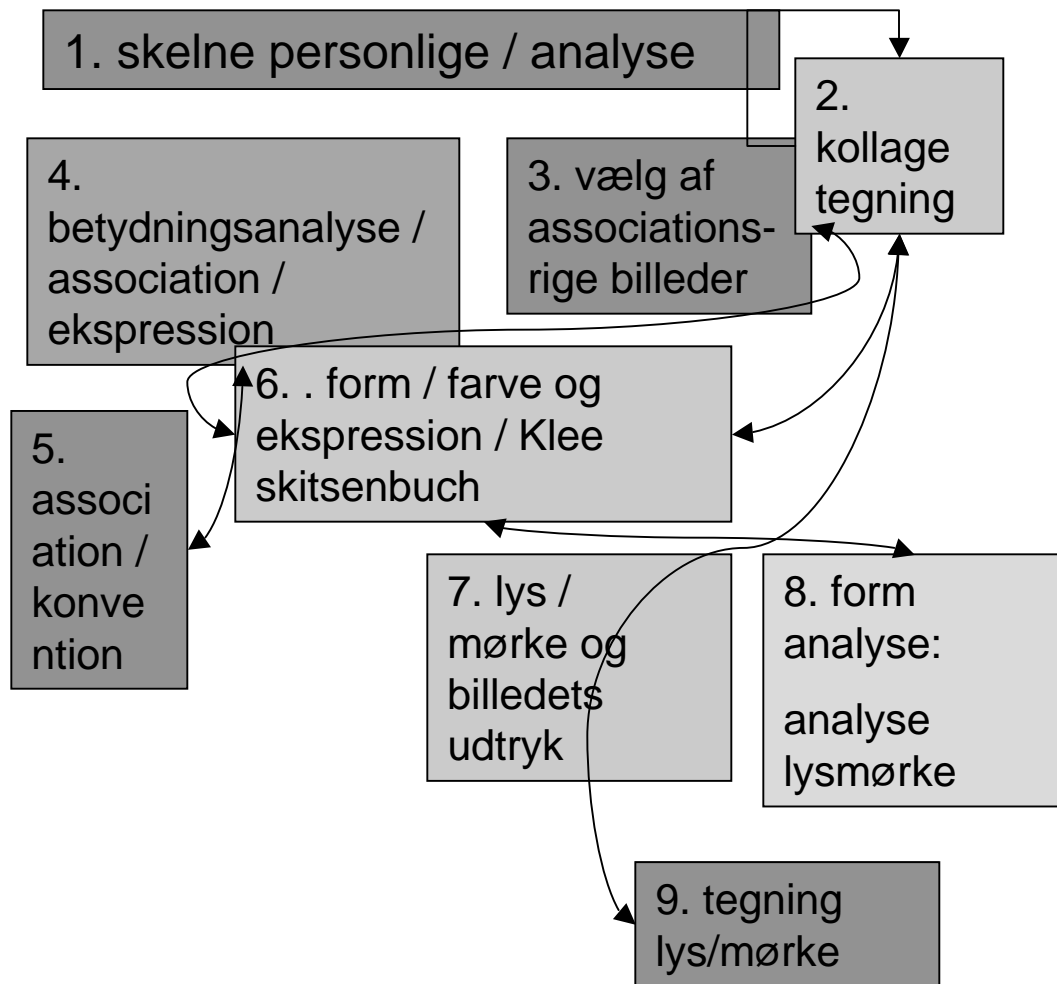 1. skelne personlige / analyse
2.
kollage
tegning
3. vælg af
associations-
rige billeder
4.
betydningsanalyse /
association /
ekspression
5.
associ
ation /
konve
ntion
6. . form / farve og
ekspression / Klee
skitsenbuch
7. lys /
mørke og
billedets
udtryk
8. form
analyse:
analyse
lysmørke
9. tegning
lys/mørke